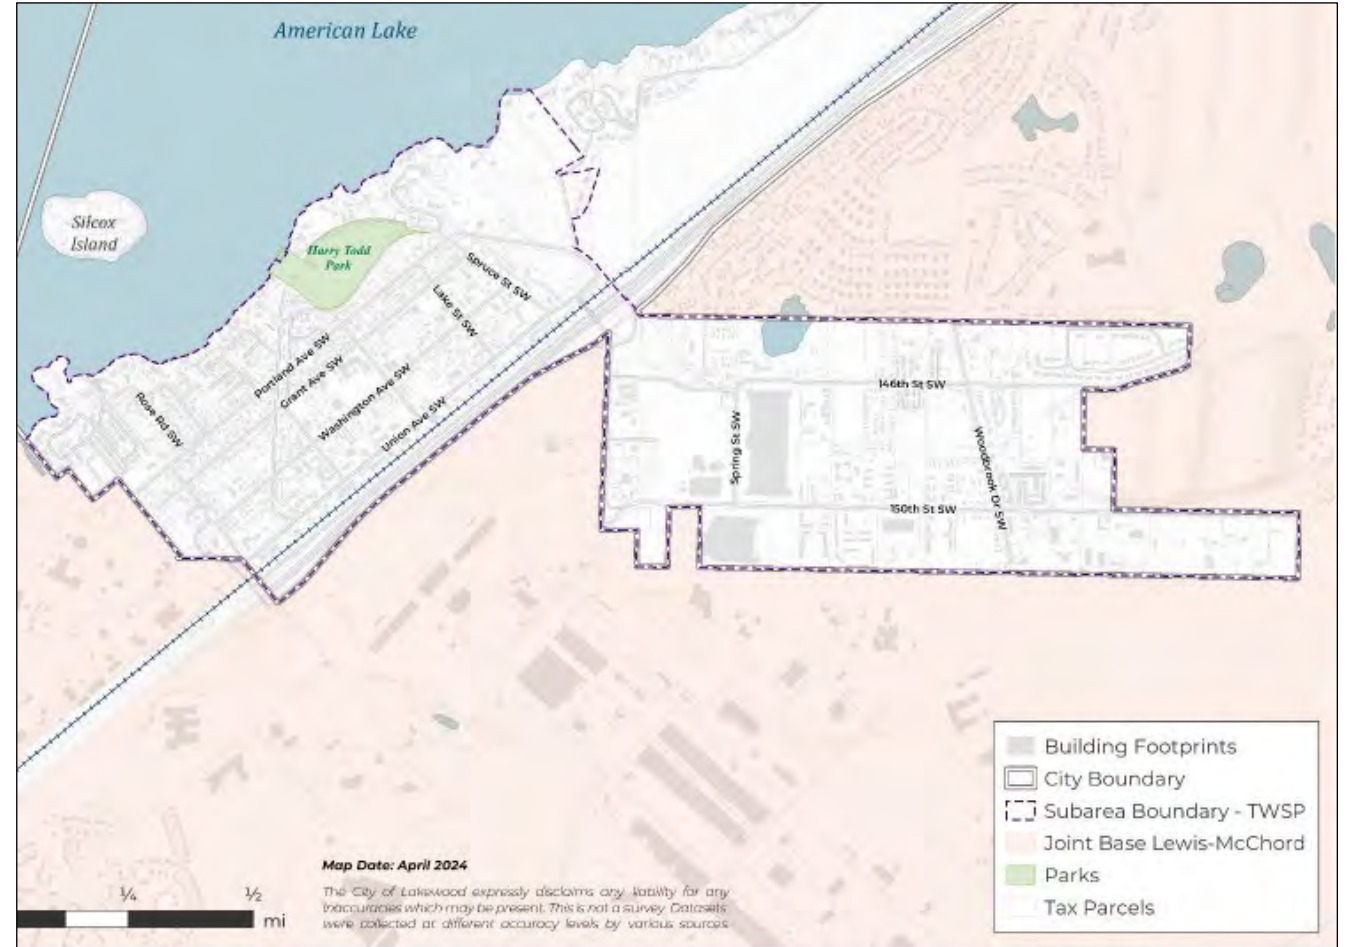 American Lake
Silcox
Island
Harry Todd
Park
Spruce St SW
Lake St SW
Portland Ave SW
Grant Ave SW
Washington Ave SW
Union Ave SW
Rose Rd SW
146th St SW
Spring St SW
Woodbrook Dr SW
150th St SW
Building Footprints
City Boundary
Subarea Boundary - TWSP
Joint Base Lewis-McChord
Parks
Tax Parcels
Map Date: April 2024
The City of Lakewood expressly disclaims any liability for any
inaccuracies which may be present. This is not a survey. Datasets
were collected at different accuracy levels by various sources.
¼ ½
mi